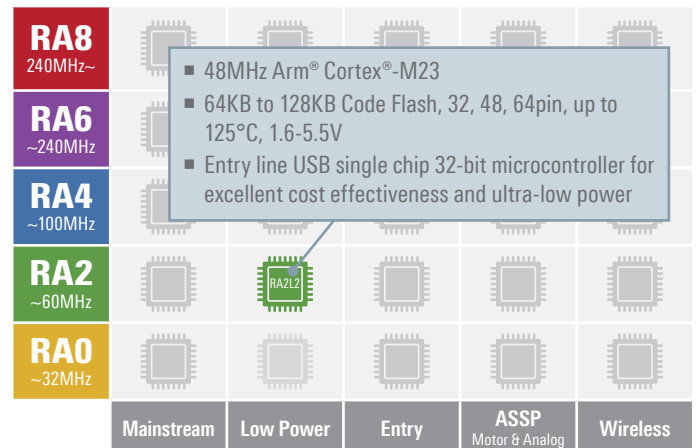 RA8
240MHz~
■ 48MHz Arm® Cortex®-M23
■ 64KB to 128KB Code Flash, 32, 48, 64pin, up to
125°C, 1.6-5.5V
■ Entry line USB single chip 32-bit microcontroller for
excellent cost effectiveness and ultra-low power
RA6
~240MHz
RA4
~100MHz
RA2
~60MHz
RA2L2
RA0
~32MHz
Mainstream
Low Power
Entry
ASSP
Motor & Analog
Wireless